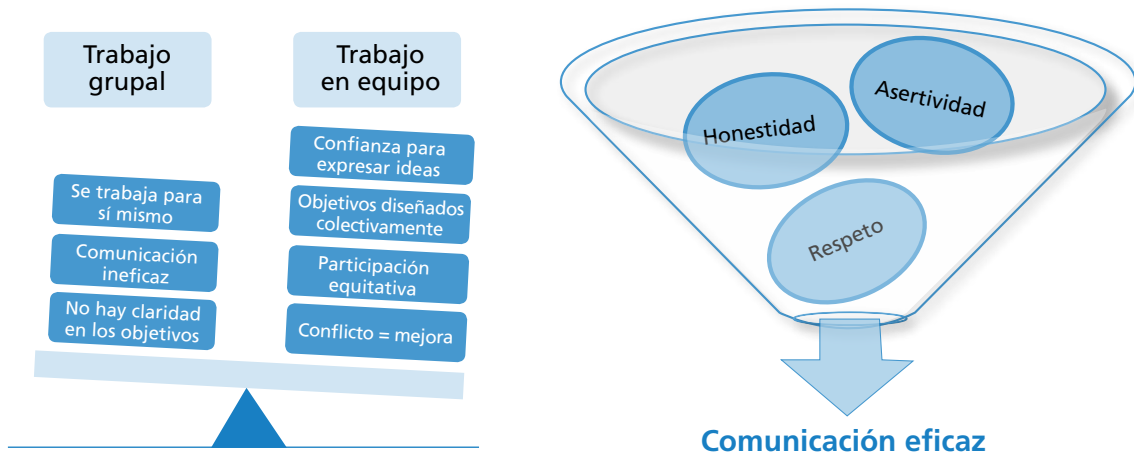 Trabajo
grupal
Se trabaja para
sí mismo
Comunicación
ineficaz
No hay claridad
en los objetivos
Trabajo
en equipo
Confianza para
expresar ideas
Objetivos diseñados
colectivamente
Participación
equitativa
Conflicto = mejora
Asertividad
Honestidad
Respeto
Comunicación eficaz